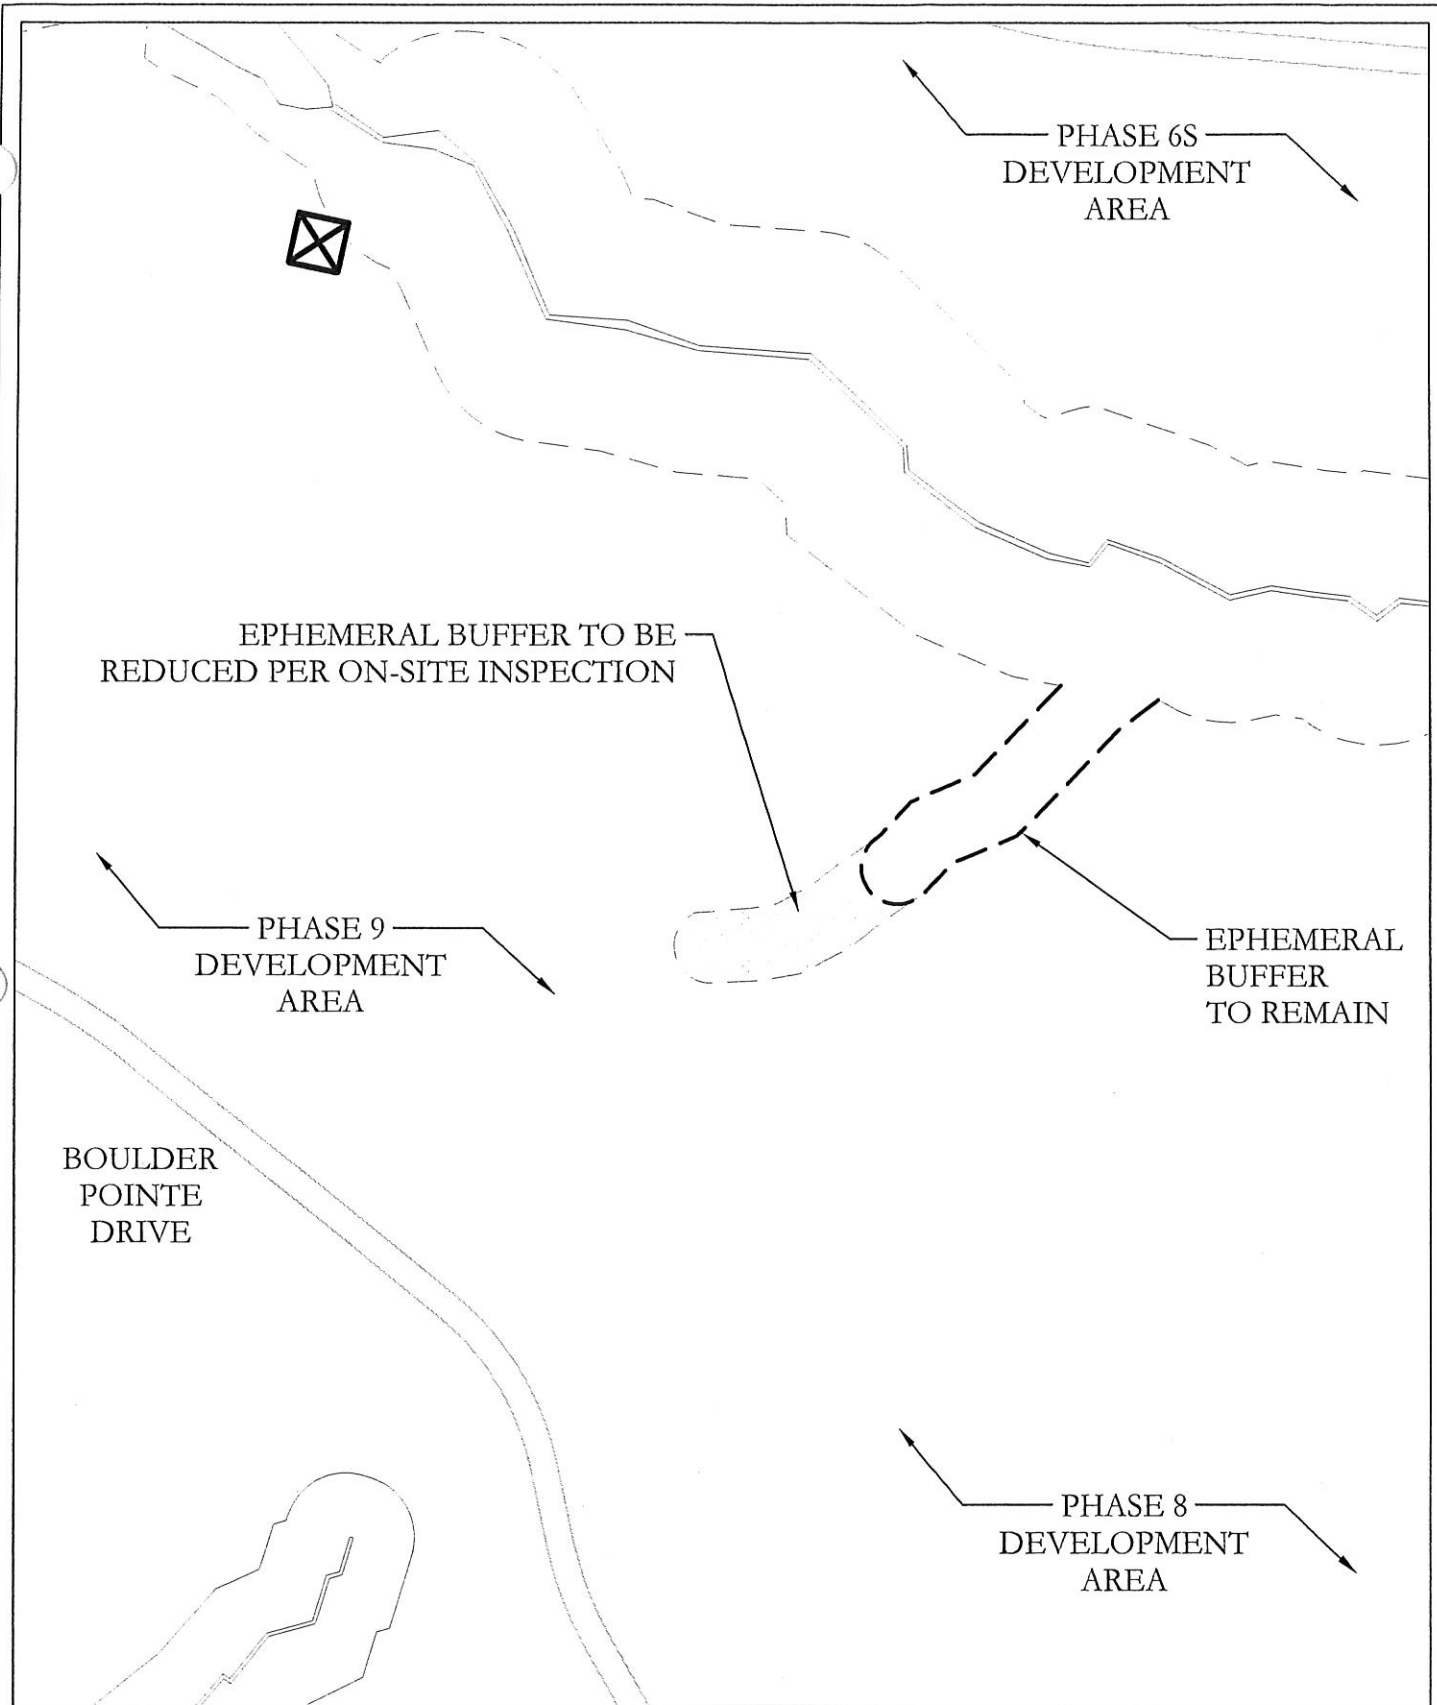 PHASE 6S
DEVELOPMENT
AREA
EPHEMERAL BUFFER TO BE
REDUCED PER ON-SITE INSPECTION
PHASE 9
DEVELOPMENT
AREA
EPHEMERAL
BUFFER
TO REMAIN
BOULDER
POINTE
DRIVE
PHASE 8
DEVELOPMENT
AREA